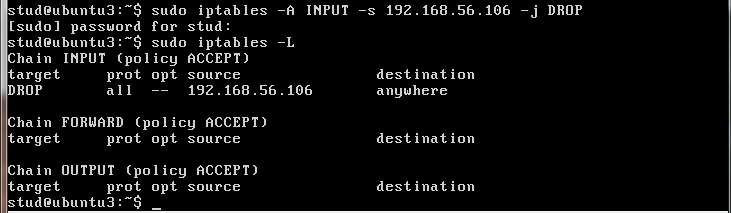 stud@ubuntu3:~$ sudo iptables -A INPUT -s 192.168.56.106 -j DROP
[sudo] password for stud:
stud@ubuntu3:~$ sudo iptables -L
Chain INPUT (policy ACCEPT)
target     prot opt source               destination
DROP       all  --  192.168.56.106       anywhere

Chain FORWARD (policy ACCEPT)
target     prot opt source               destination

Chain OUTPUT (policy ACCEPT)
target     prot opt source               destination
stud@ubuntu3:~$ _